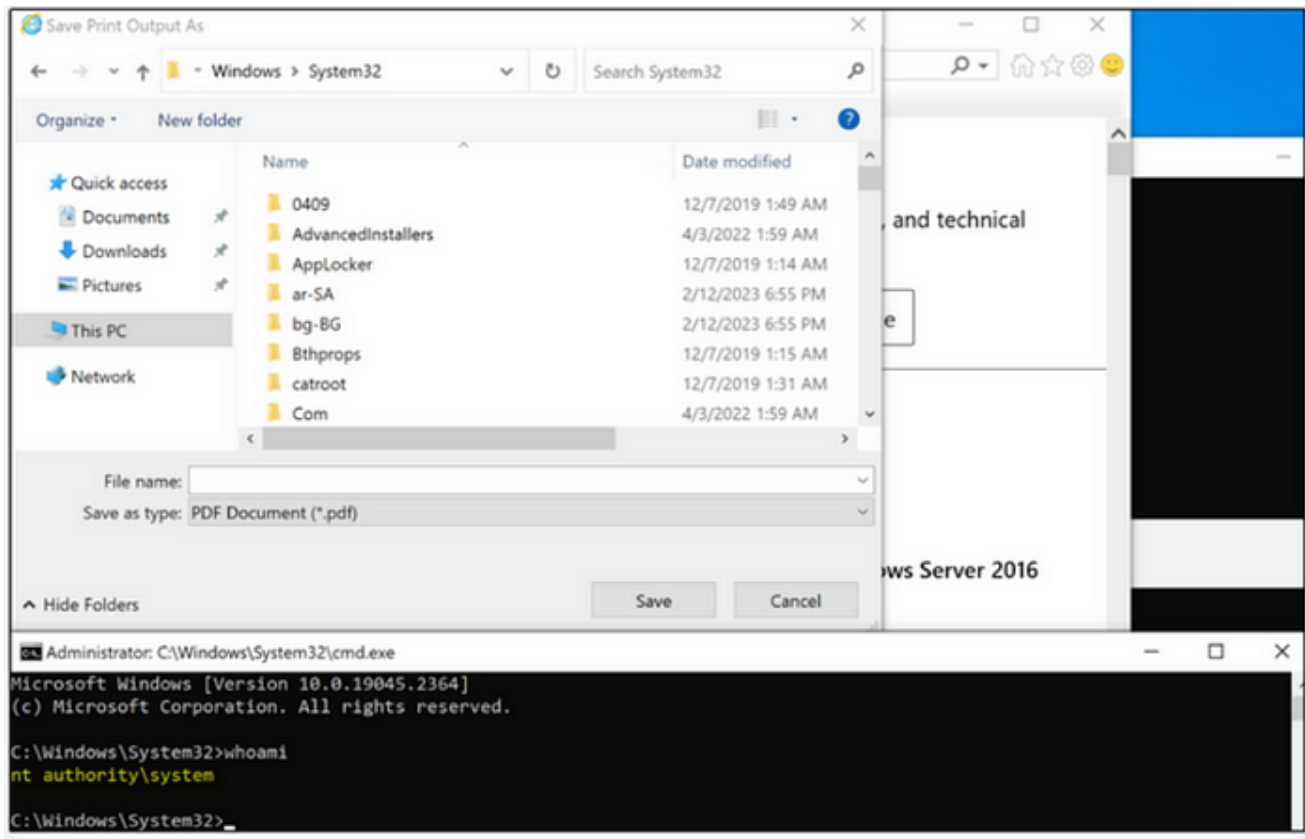 Save Print Output As
Windows > System32
Search System32
Organize
New folder
Name
Date modified
Quick access
Documents
Downloads
Pictures
This PC
Network
0409 12/7/2019 1:49 AM
AdvancedInstallers 4/3/2022 1:59 AM
AppLocker 12/7/2019 1:14 AM
ar-SA 2/12/2023 6:55 PM
bg-BG 2/12/2023 6:55 PM
Bthprops 12/7/2019 1:15 AM
catroot 12/7/2019 1:31 AM
Com 4/3/2022 1:59 AM
, and technical
e
File name:
Save as type: PDF Document (*.pdf)
ows Server 2016
Hide Folders
Save
Cancel
Administrator: C:\Windows\System32\cmd.exe
Microsoft Windows [Version 10.0.19045.2364]
(c) Microsoft Corporation. All rights reserved.
C:\Windows\System32>whoami
nt authority\system
C:\Windows\System32>_